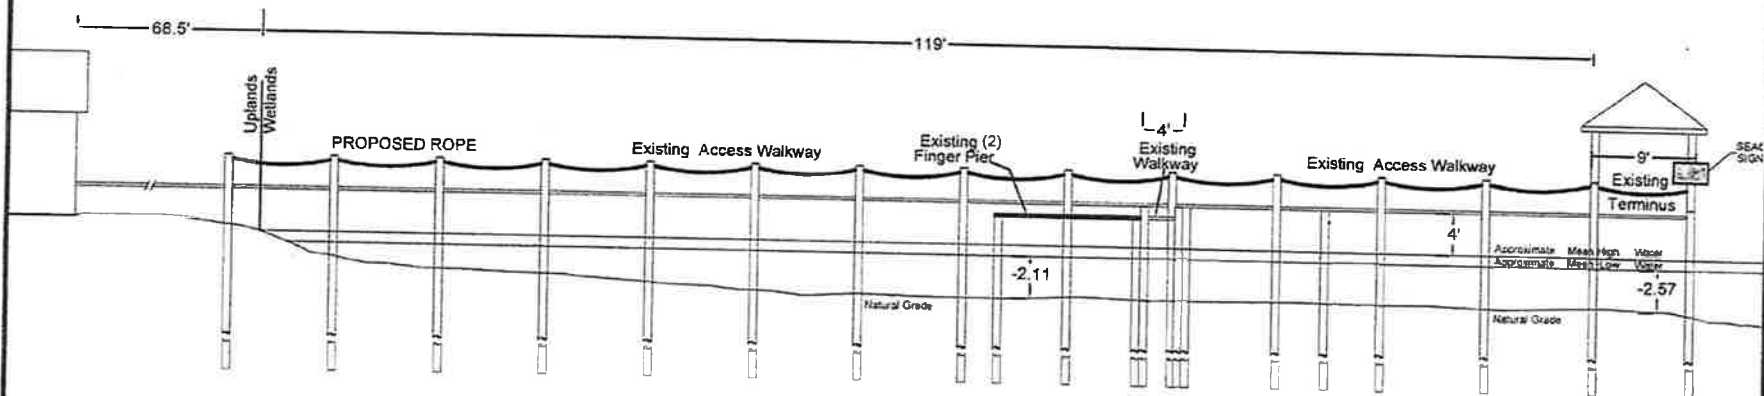 66.5'
119'
Uplands
Wetlands
PROPOSED ROPE
Existing Access Walkway
Existing (2)
Finger Pier
4'
Existing
Walkway
Existing Access Walkway
9'
Existing
Terminus
SIGN
4'
Approximate Mean High Water
Approximate Mean Low Water
-2.11
-2.57
Natural Grade
Natural Grade